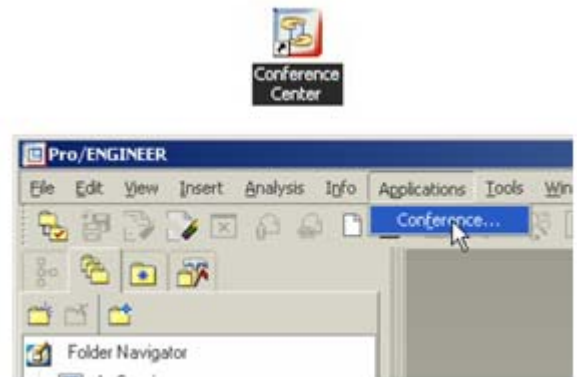 Conference
Center
Pro/ENGINEER
File Edit View Insert Analysis Info Applications Tools
Conference...
Folder Navigator